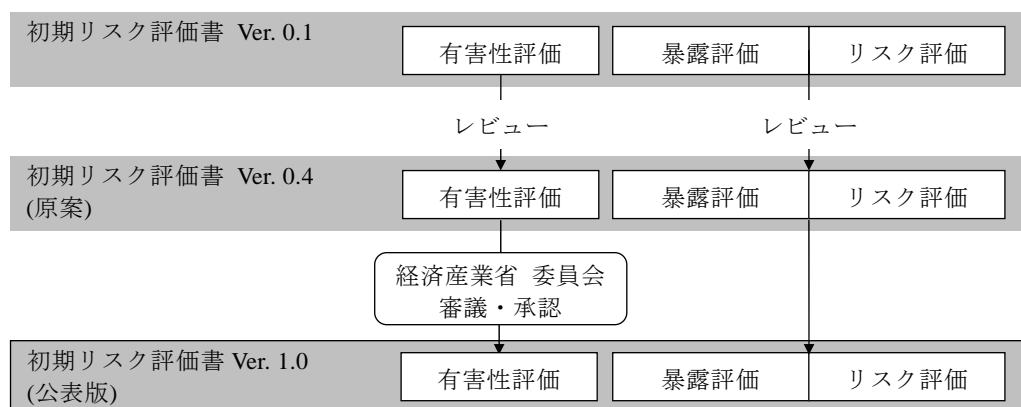 初期リスク評価書 Ver. 0.1
有害性評価
暴露評価
リスク評価
レビュー
レビュー
初期リスク評価書 Ver. 0.4
(原案)
有害性評価
暴露評価
リスク評価
経済産業省 委員会
審議・承認
初期リスク評価書 Ver. 1.0
(公表版)
有害性評価
暴露評価
リスク評価